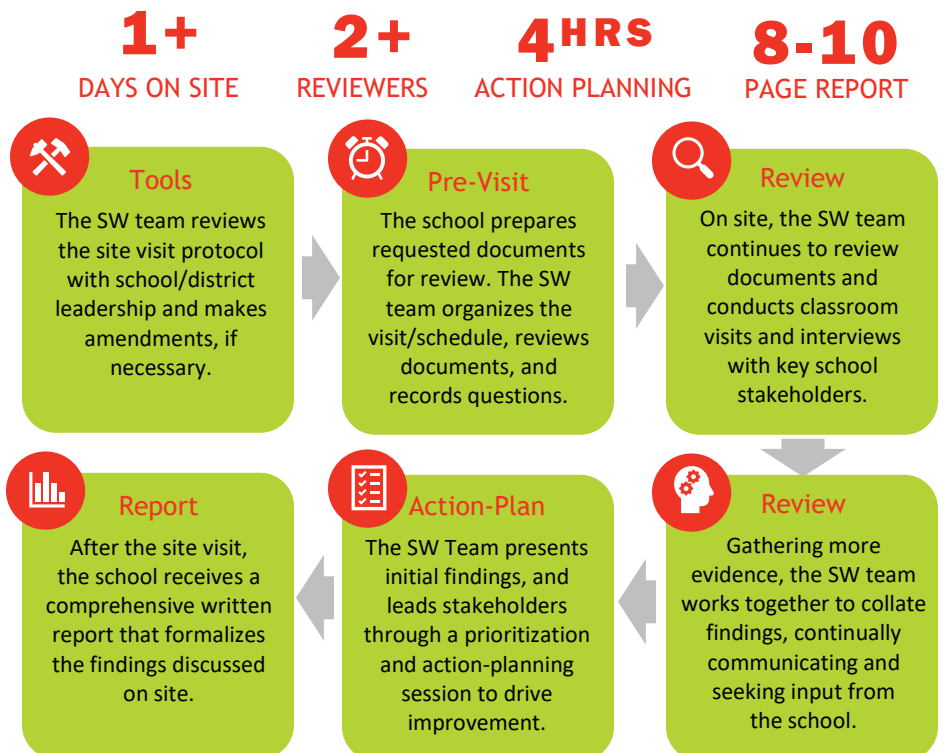 1+
DAYS ON SITE
2+
REVIEWERS
4HRS
ACTION PLANNING
8-10
PAGE REPORT
Tools
The SW team reviews
the site visit protocol
with school/district
leadership and makes
amendments, if
necessary.
Pre-Visit
The school prepares
requested documents
for review. The SW
team organizes the
visit/schedule, reviews
documents, and
records questions.
Review
On site, the SW team
continues to review
documents and
conducts classroom
visits and interviews
with key school
stakeholders.
Review
Gathering more
evidence, the SW team
works together to collate
findings, continually
communicating and
seeking input from
the school.
Action-Plan
The SW Team presents
initial findings, and
leads stakeholders
through a prioritization
and action-planning
session to drive
improvement.
Report
After the site visit,
the school receives a
comprehensive written
report that formalizes
the findings discussed
on site.